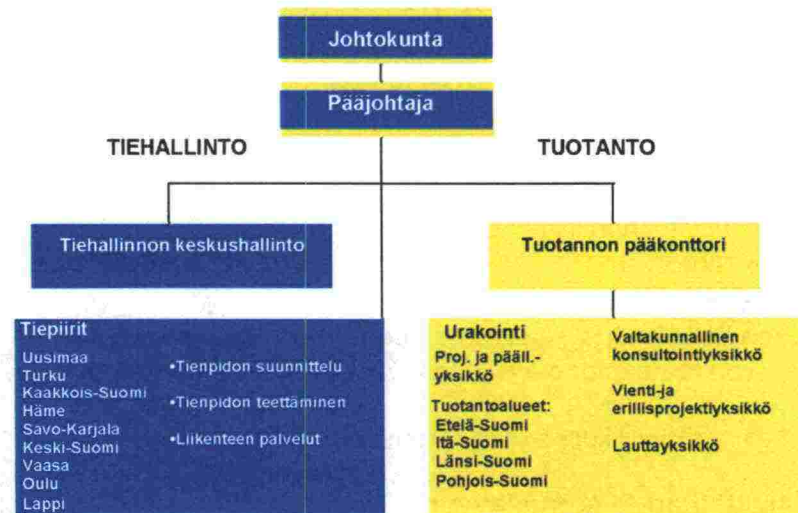 Johtokunta
Pääjohtaja
TIEHALLINTO
TUOTANTO
Tiehallinnon keskushallinto
Tuotannon pääkonttori
Tiepiirit
Uusimaa
Turku
Kaakkois-Suomi
Häme
Savo-Karjala
Keski-Suomi
Vaasa
Oulu
Lappi
•Tienpidon suunnittelu
•Tienpidon teettäminen
•Liikenteen palvelut
Urakointi
Proj. ja pääll.-
yksikkö
Tuotantoalueet:
Etelä-Suomi
Itä-Suomi
Länsi-Suomi
Pohjois-Suomi
Valtakunnallinen
konsultointiyksikkö
Vienti-ja
erillisprojektiyksikkö
Lauttayksikkö